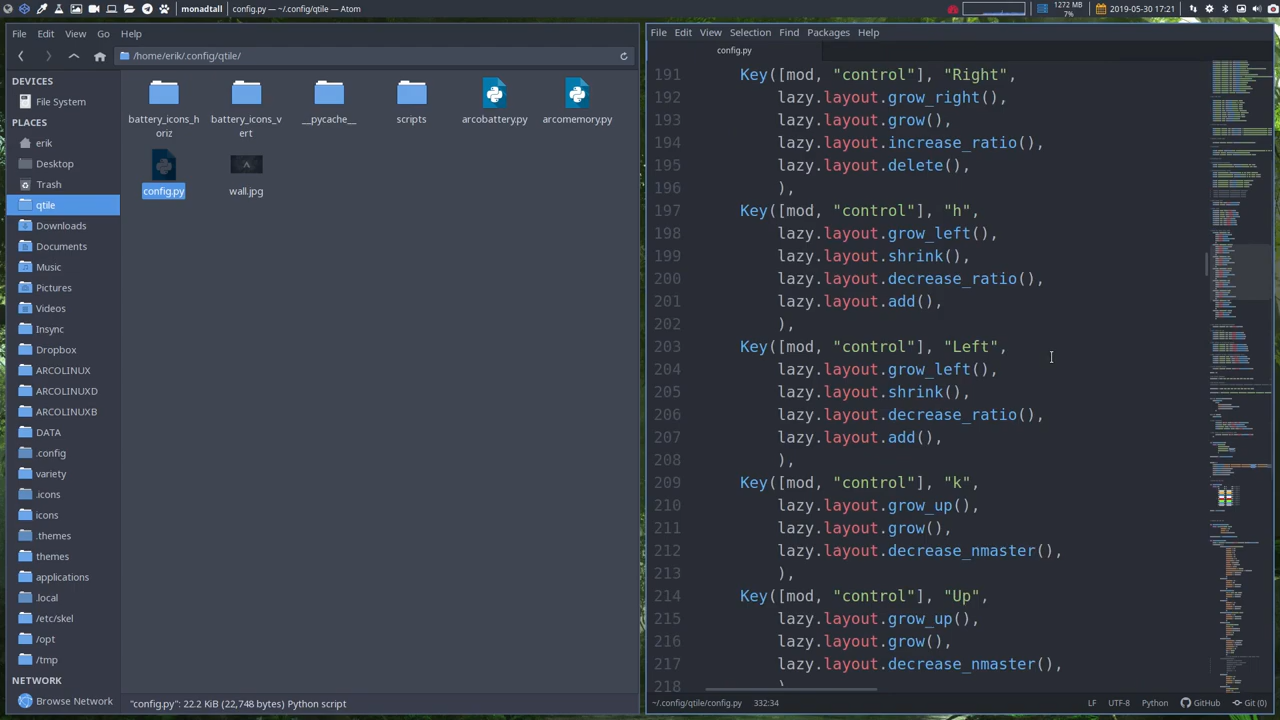 monadtall
config.py — ~/.config/qtile — Atom
1272 MB
7%
2019-05-30 17:21
File Edit View Go Help
/home/erik/.config/qtile/
DEVICES
File System
PLACES
erik
Desktop
Trash
qtile
Downloads
Documents
Music
Pictures
Videos
Insync
Dropbox
ARCOLINUX
ARCOLINUXD
ARCOLINUXB
DATA
.config
variety
.icons
icons
.themes
themes
applications
.local
/etc/skel
/opt
/tmp
NETWORK
Browse Network
battery_icons_h
oriz
battery_icons_v
ert
__pycache__
scripts
arcobattery.py
arcomemory.py
config.py
wall.jpg
"config.py": 22.2 KiB (22,748 bytes) Python script
File Edit View Selection Find Packages Help
config.py
191 Key([mod, "control"], "Right",
192 lazy.layout.grow_right(),
193 lazy.layout.grow(),
194 lazy.layout.increase_ratio(),
195 lazy.layout.delete(),
196 ),
197 Key([mod, "control"], "h",
198 lazy.layout.grow_left(),
199 lazy.layout.shrink(),
200 lazy.layout.decrease_ratio(),
201 lazy.layout.add(),
202 ),
203 Key([mod, "control"], "Left",
204 lazy.layout.grow_left(),
205 lazy.layout.shrink(),
206 lazy.layout.decrease_ratio(),
207 lazy.layout.add(),
208 ),
209 Key([mod, "control"], "k",
210 lazy.layout.grow_up(),
211 lazy.layout.grow(),
212 lazy.layout.decrease_nmaster(),
213 ),
214 Key([mod, "control"], "Up",
215 lazy.layout.grow_up(),
216 lazy.layout.grow(),
217 lazy.layout.decrease_nmaster(),
218
~/.config/qtile/config.py 332:34 LF UTF-8 Python GitHub Git (0)